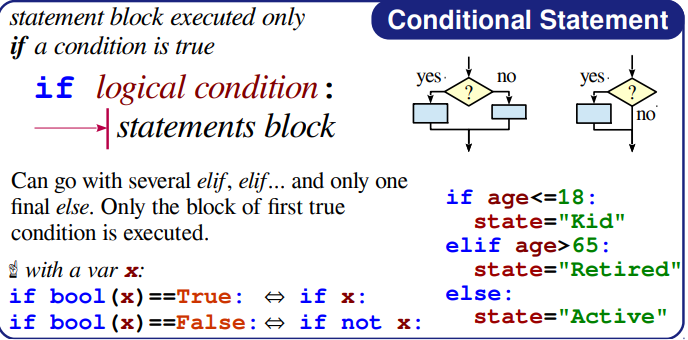 Conditional Statement
statement block executed only
if a condition is true
if logical condition:
statements block
yes no
?
yes
?
no
Can go with several elif, elif... and only one
final else. Only the block of first true
condition is executed.
☝ with a var x:
if bool(x)==True: ⇔ if x:
if bool(x)==False: ⇔ if not x:
if age<=18:
state="Kid"
elif age>65:
state="Retired"
else:
state="Active"